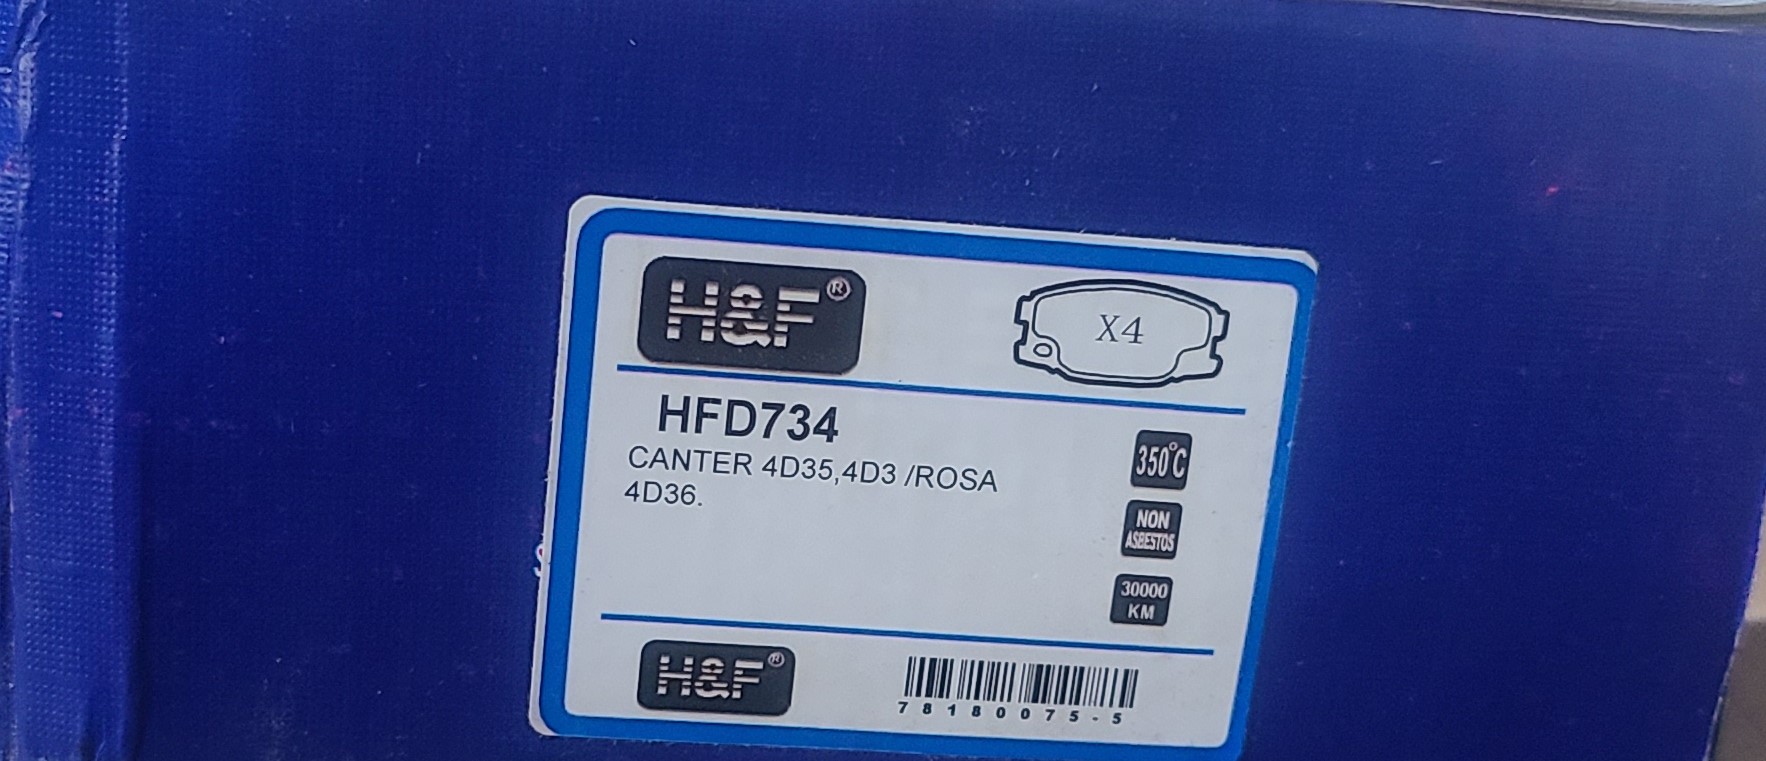 H&F®
X4
HFD734
CANTER 4D35,4D3 /ROSA
4D36.
350°C
NON
ASBESTOS
30000
KM
H&F®
78180075-5